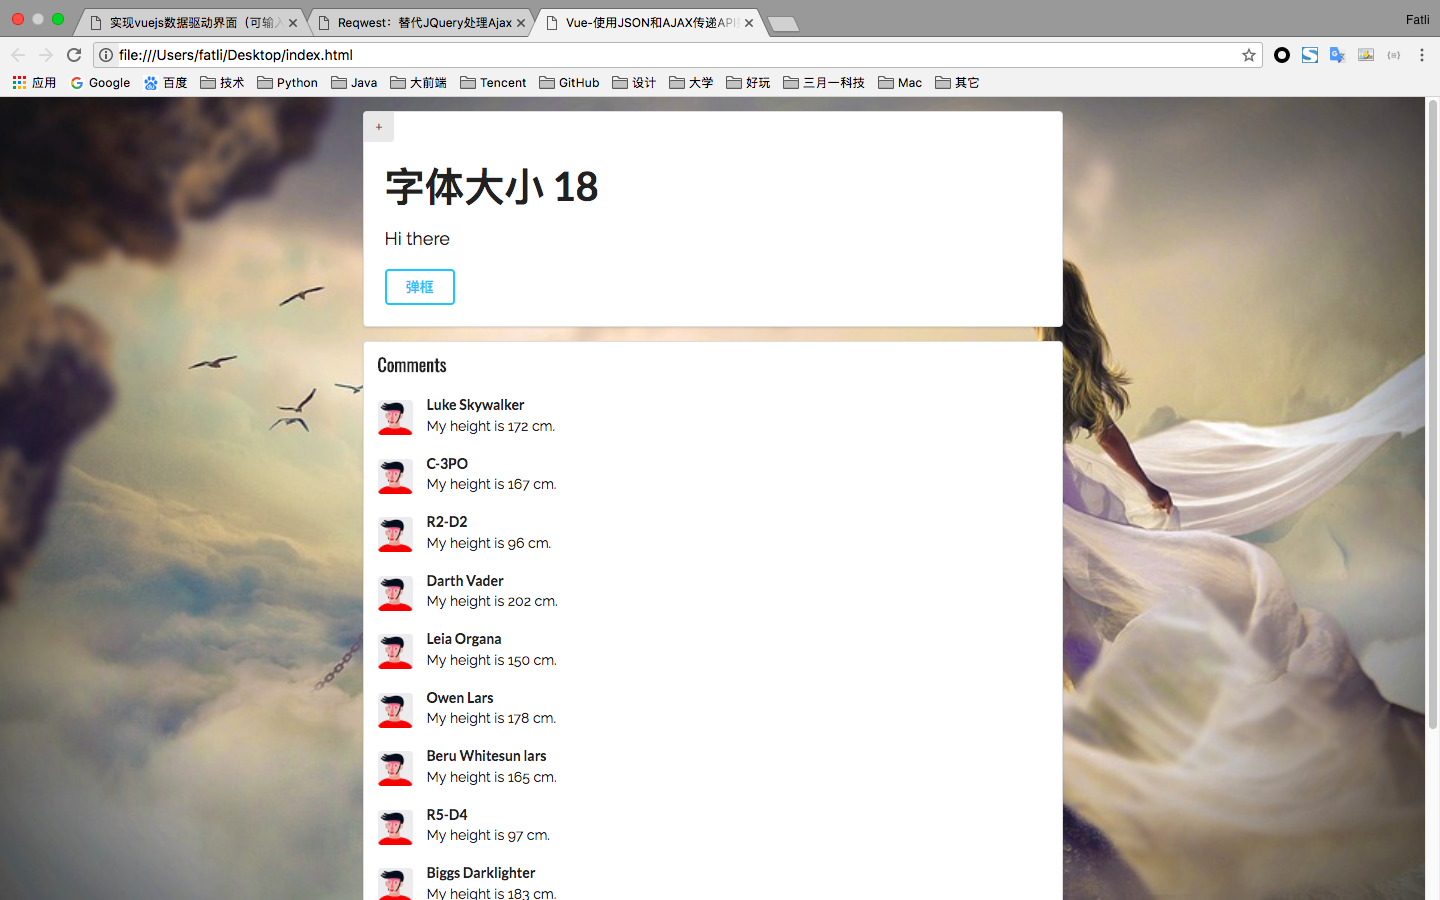 实现vuejs数据驱动界面（可输入
Reqwest：替代JQuery处理Ajax
Vue-使用JSON和AJAX传递API
Fatli
file:///Users/fatli/Desktop/index.html
应用 Google 百度 技术 Python Java 大前端 Tencent GitHub 设计 大学 好玩 三月一科技 Mac 其它
+
字体大小 18
Hi there
弹框
Comments
Luke Skywalker
My height is 172 cm.
C-3PO
My height is 167 cm.
R2-D2
My height is 96 cm.
Darth Vader
My height is 202 cm.
Leia Organa
My height is 150 cm.
Owen Lars
My height is 178 cm.
Beru Whitesun lars
My height is 165 cm.
R5-D4
My height is 97 cm.
Biggs Darklighter
My height is 183 cm.